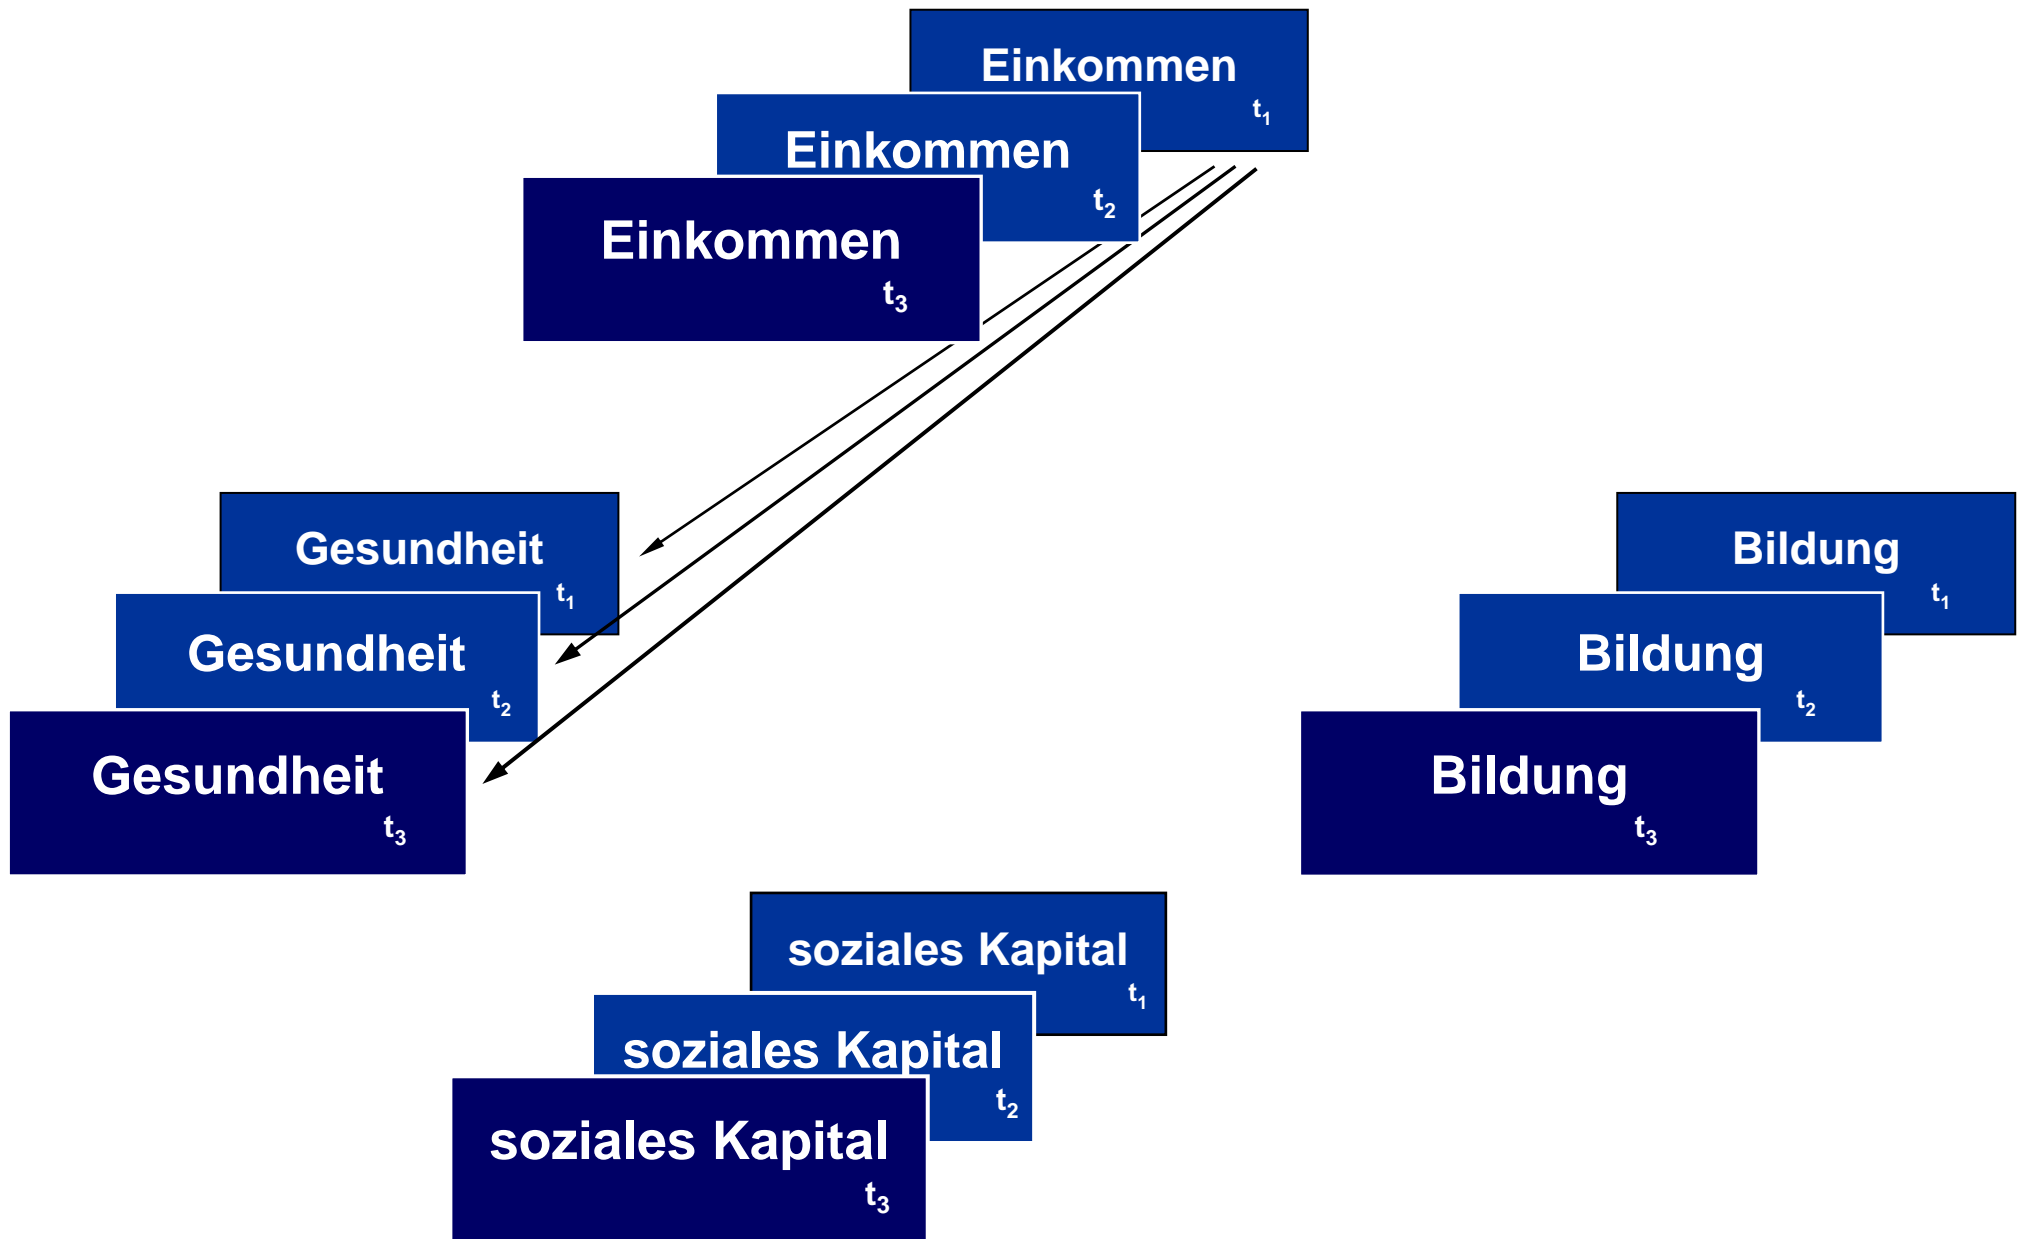 Einkommen
t1
Einkommen
t2
Einkommen
t3
Gesundheit
t1
Gesundheit
t2
Gesundheit
t3
Bildung
t1
Bildung
t2
Bildung
t3
soziales Kapital
t1
soziales Kapital
t2
soziales Kapital
t3